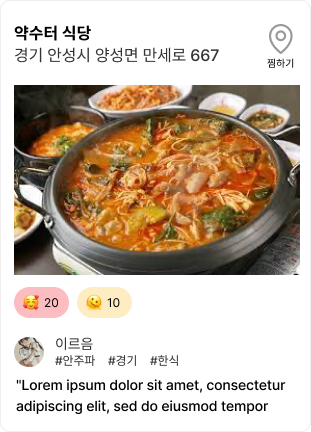 약수터 식당
경기 안성시 양성면 만세로 667
찜하기
🥰 20 🫠 10
이르음
#안주파 #경기 #한식
"Lorem ipsum dolor sit amet, consectetur
adipiscing elit, sed do eiusmod tempor